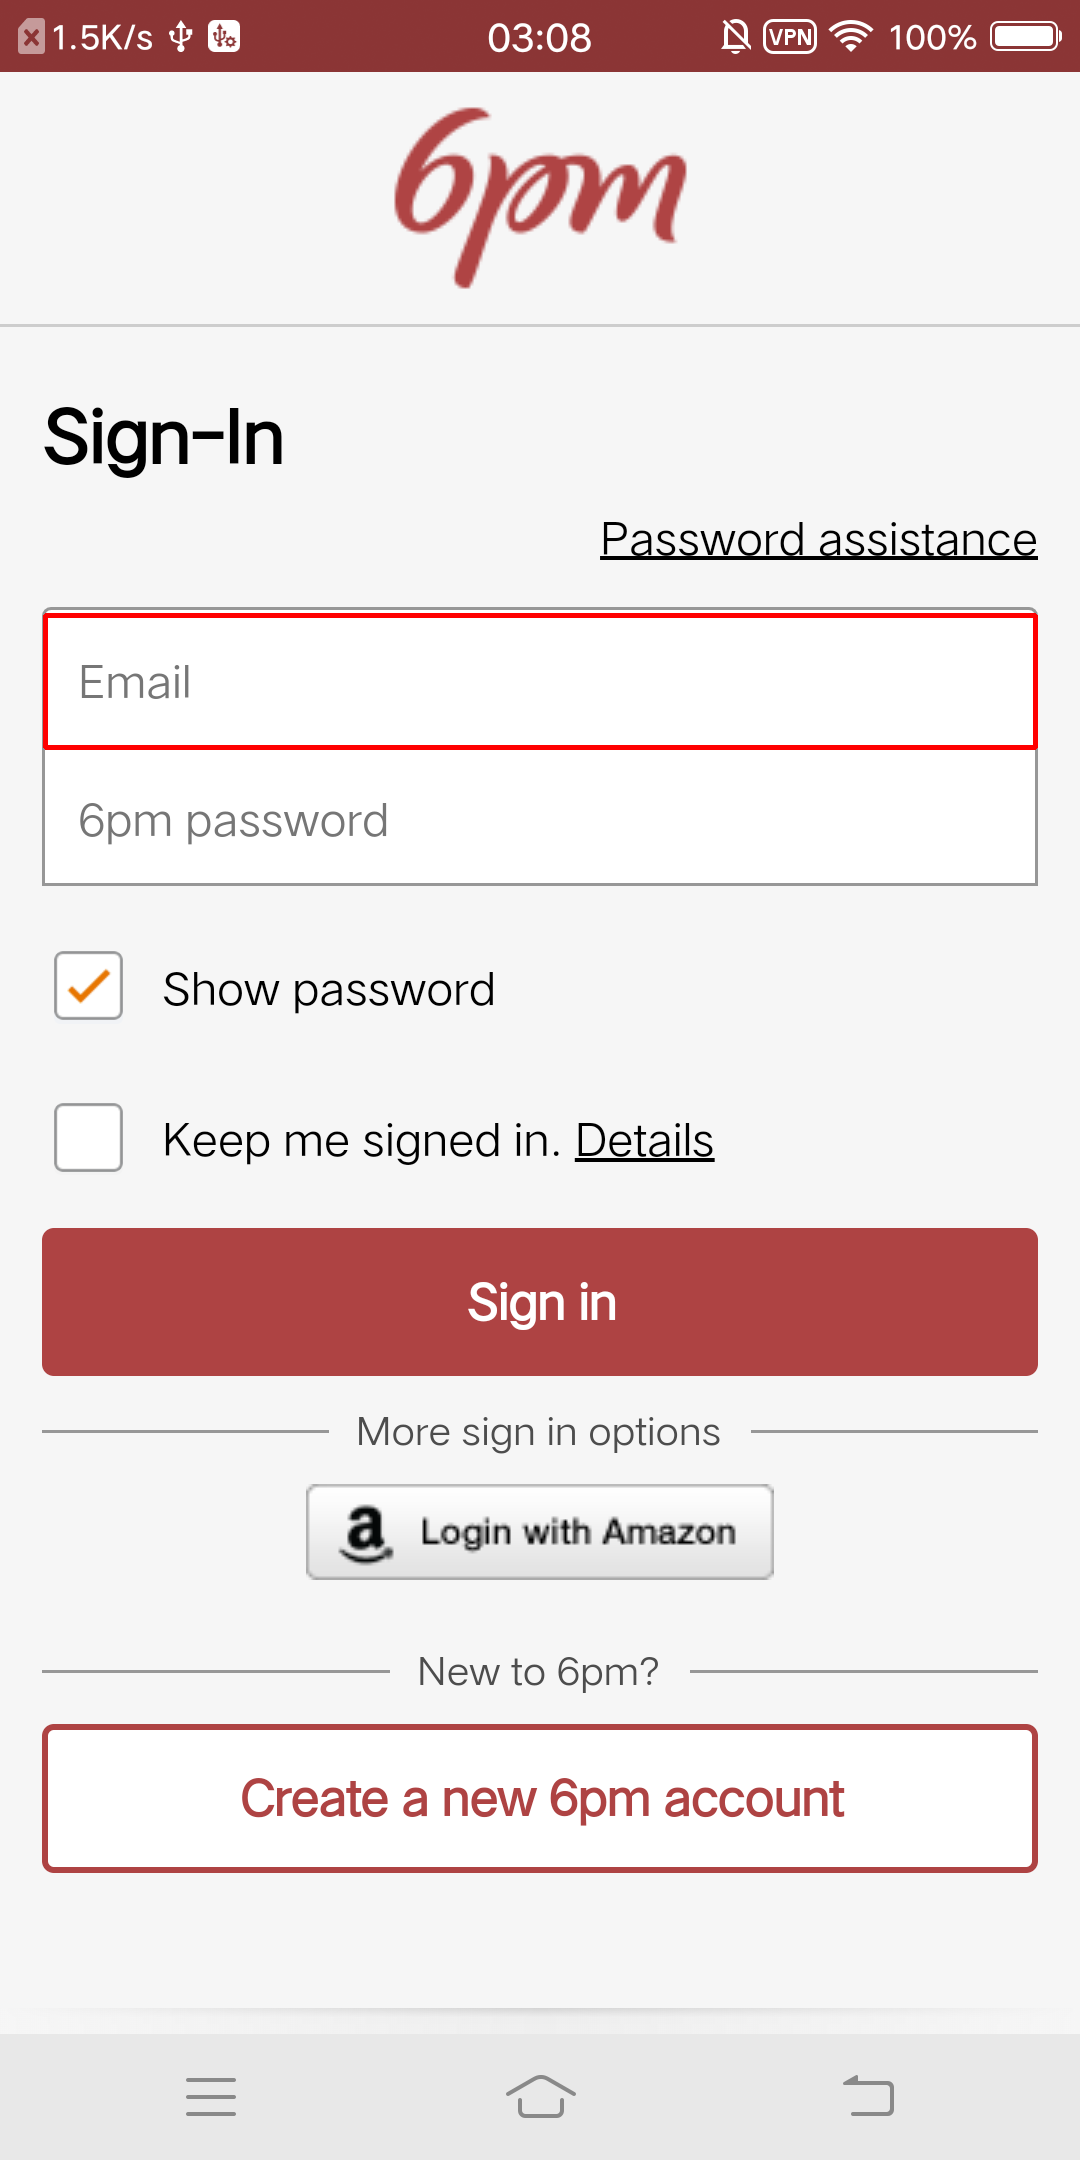 1.5K/s 03:08 VPN 100%
6pm
Sign-In
Password assistance
Email
6pm password
Show password
Keep me signed in. Details
Sign in
More sign in options
a Login with Amazon
New to 6pm?
Create a new 6pm account